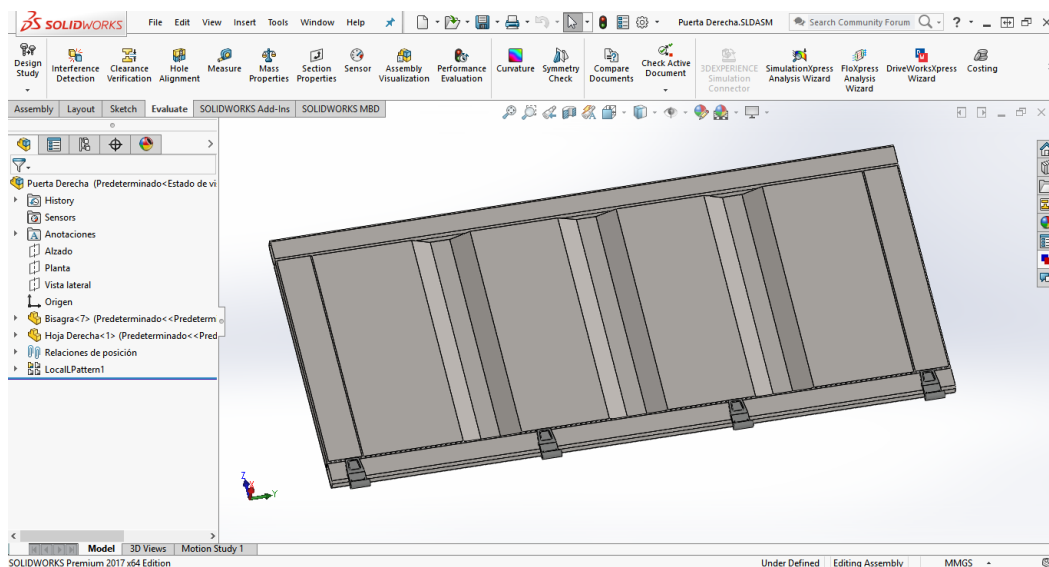 SOLIDWORKS File Edit View Insert Tools Window Help Puerta Derecha.SLDASM Search Community Forum ?
Design Study
Interference Detection
Clearance Verification
Hole Alignment
Measure
Mass Properties
Section Properties
Sensor
Assembly Visualization
Performance Evaluation
Curvature
Symmetry Check
Compare Documents
Check Active Document
3DEXPERIENCE Simulation Connector
SimulationXpress Analysis Wizard
FloXpress Analysis Wizard
DriveWorksXpress Wizard
Costing
Assembly Layout Sketch Evaluate SOLIDWORKS Add-Ins SOLIDWORKS MBD
Puerta Derecha (Predeterminado<Estado de vi
History
Sensors
Anotaciones
Alzado
Planta
Vista lateral
Origen
Bisagra<7> (Predeterminado<<Predeterm
Hoja Derecha<1> (Predeterminado<<Pred
Relaciones de posición
LocalLPattern1
Z
Y
Model 3D Views Motion Study 1
SOLIDWORKS Premium 2017 x64 Edition Under Defined Editing Assembly MMGS